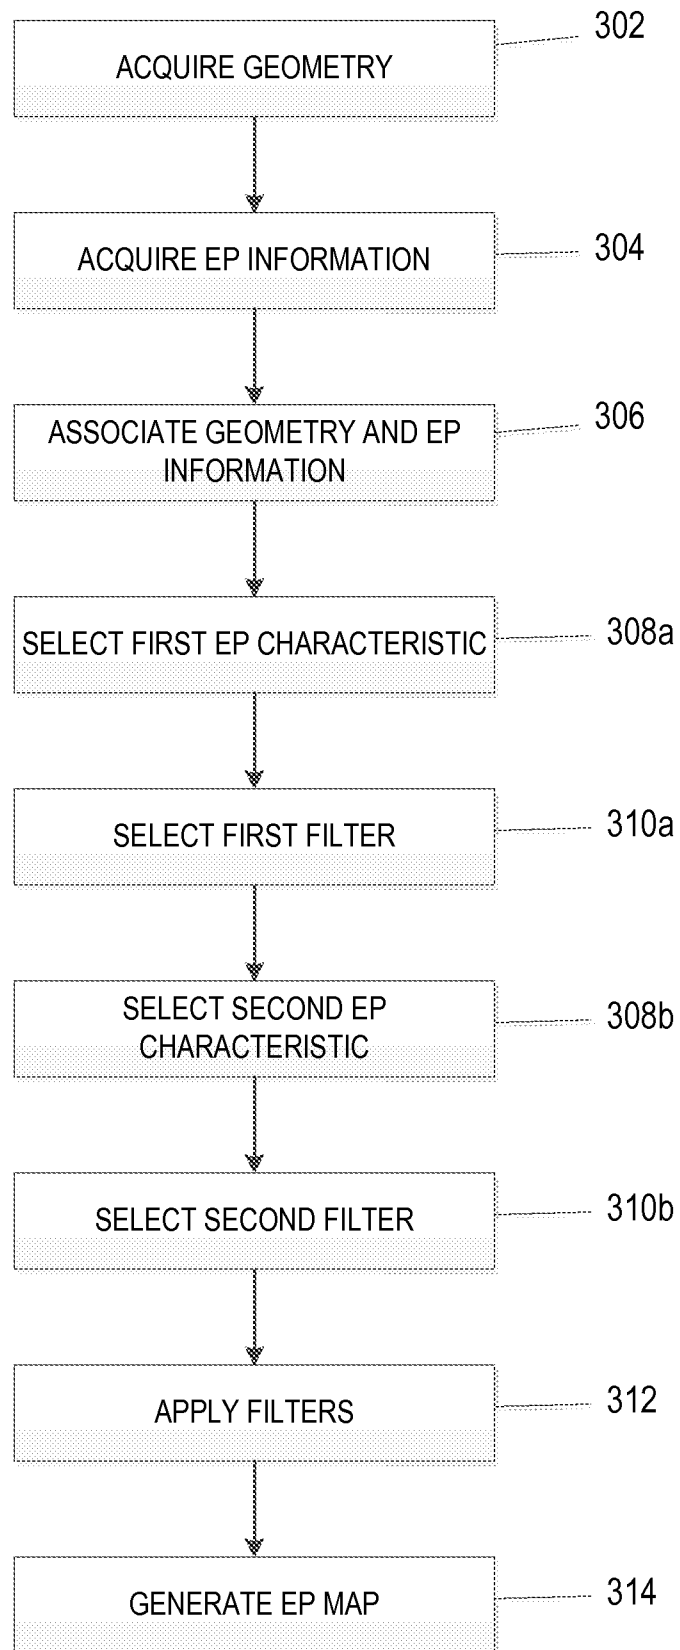 302
ACQUIRE GEOMETRY
304
ACQUIRE EP INFORMATION
306
ASSOCIATE GEOMETRY AND EP
INFORMATION
308a
SELECT FIRST EP CHARACTERISTIC
310a
SELECT FIRST FILTER
308b
SELECT SECOND EP
CHARACTERISTIC
310b
SELECT SECOND FILTER
312
APPLY FILTERS
314
GENERATE EP MAP